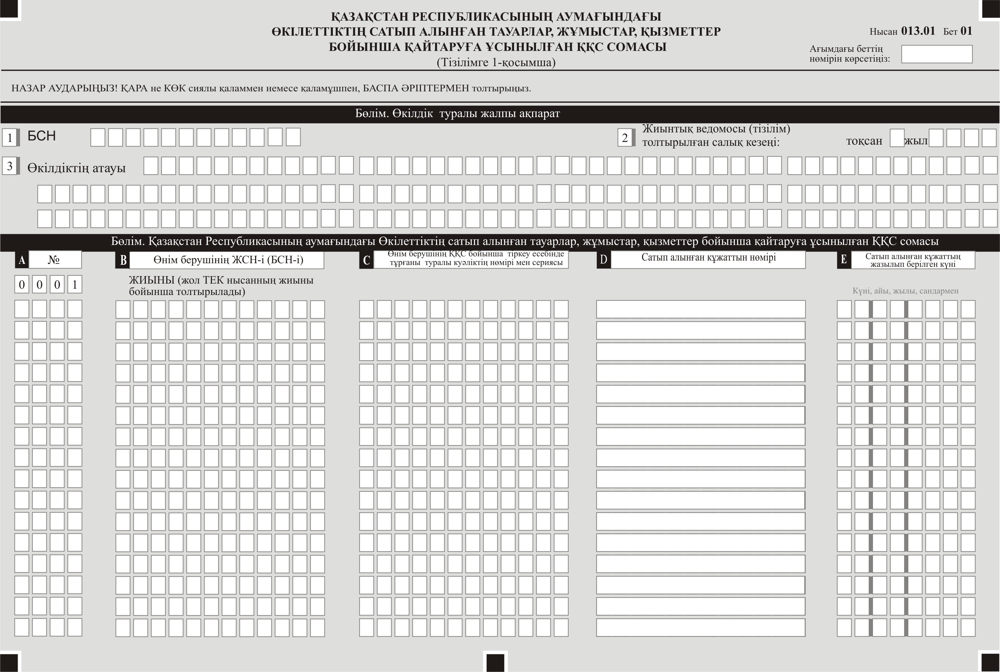 ҚАЗАҚСТАН РЕСПУБЛИКАСЫНЫҢ АУМАҒЫНДАҒЫ
ӨКІЛЕТТІКТІҢ САТЫП АЛЫНҒАН ТАУАРЛАР, ЖҰМЫСТАР, ҚЫЗМЕТТЕР
БОЙЫНША ҚАЙТАРУҒА ҰСЫНЫЛҒАН ҚҚС СОМАСЫ
(Тізілімге 1-қосымша)
Нысан 013.01 Бет 01
Ағымдағы беттің
нөмірін көрсетіңіз:
НАЗАР АУДАРЫҢЫЗ! ҚАРА не КӨК сиялы қаламмен немесе қаламұшпен, БАСПА ӘРІПТЕРМЕН толтырыңыз.
Бөлім. Өкілдік туралы жалпы ақпарат
1 БСН
2 Жиынтық ведомосы (тізілім)
толтырылған салық кезеңі:
тоқсан жыл
3 Өкілдіктің атауы
Бөлім. Қазақстан Республикасының аумағындағы Өкілеттіктің сатып алынған тауарлар, жұмыстар, қызметтер бойынша қайтаруға ұсынылған ҚҚС сомасы
A №
B Өнім берушінің ЖСН-і (БСН-і)
C Өнім берушінің ҚҚС бойынша тіркеу есебінде
тұрғаны туралы куәліктің нөмірі мен сериясы
D Сатып алынған құжаттын нөмірі
E Сатып алынған құжаттың
жазылып берілген күні
0 0 0 1
ЖИЫНЫ (жол ТЕК нысанның жиыны
бойынша толтырылады)
Күні, айы, жылы, сандармен